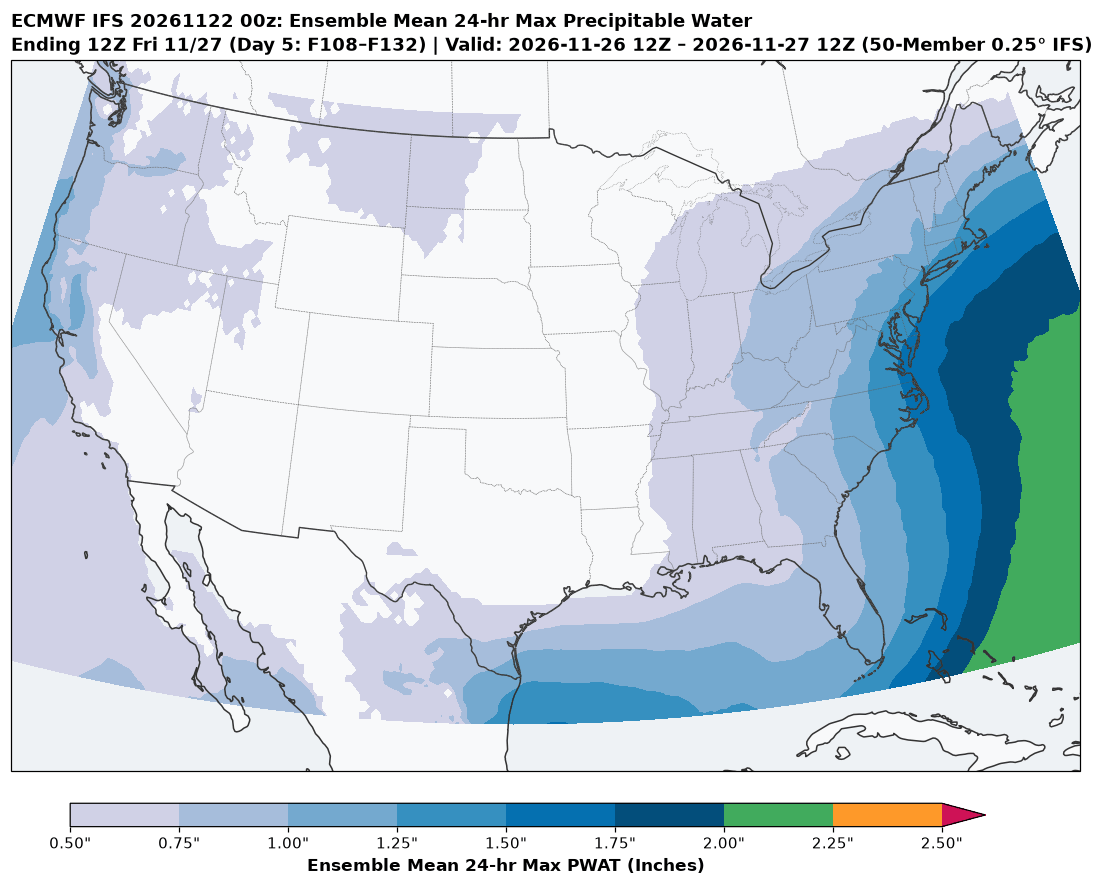 ECMWF IFS 20261122 00z: Ensemble Mean 24-hr Max Precipitable Water
Ending 12Z Fri 11/27 (Day 5: F108–F132) | Valid: 2026-11-26 12Z – 2026-11-27 12Z (50-Member 0.25° IFS)
0.50" 0.75" 1.00" 1.25" 1.50" 1.75" 2.00" 2.25" 2.50"
Ensemble Mean 24-hr Max PWAT (Inches)